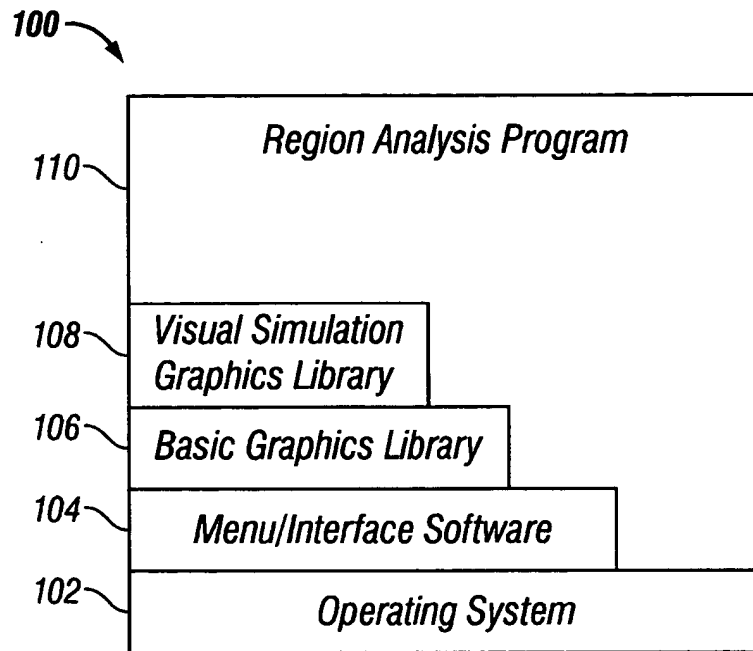 100
Region Analysis Program
110
108
Visual Simulation
Graphics Library
106
Basic Graphics Library
104
Menu/Interface Software
102
Operating System